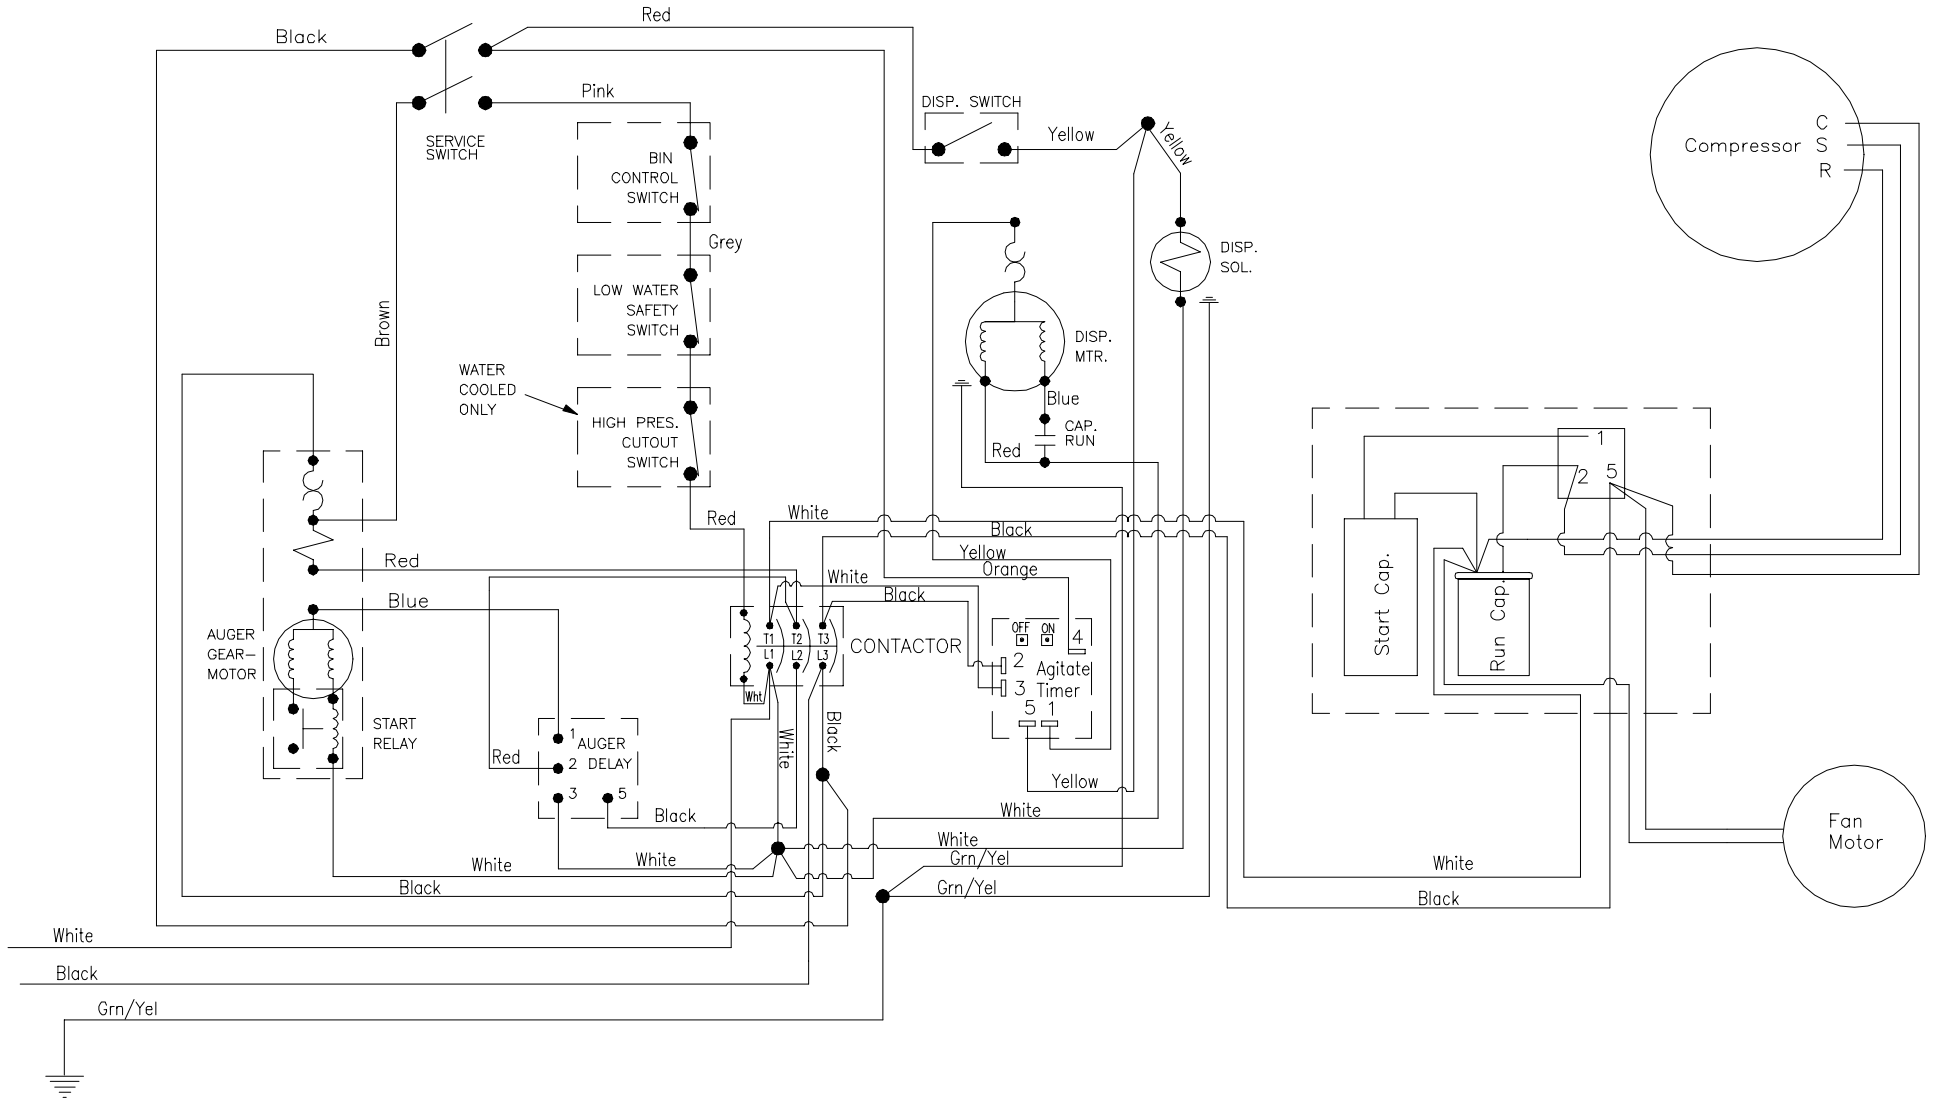 Red
Black
Pink
SERVICE
SWITCH
DISP. SWITCH
Yellow
Yellow
C
Compressor S
R
BIN
CONTROL
SWITCH
Grey
DISP.
SOL.
LOW WATER
SAFETY
SWITCH
Brown
DISP.
MTR.
WATER
COOLED
ONLY
Blue
HIGH PRES.
CUTOUT
SWITCH
CAP.
RUN
Red
1
2
5
Red
White
Black
Yellow
Orange
Red
White
Black
Blue
Start Cap.
Run Cap.
AUGER
GEAR-
MOTOR
T1
T2
T3
L1
L2
L3
CONTACTOR
OFF
ON
4
2
Agitate
3
Timer
5
1
Wht
START
RELAY
White
Black
1
AUGER
2 DELAY
Red
3
5
Yellow
Black
White
White
White
White
Grn/Yel
Black
Grn/Yel
White
Black
Fan
Motor
White
Black
Grn/Yel